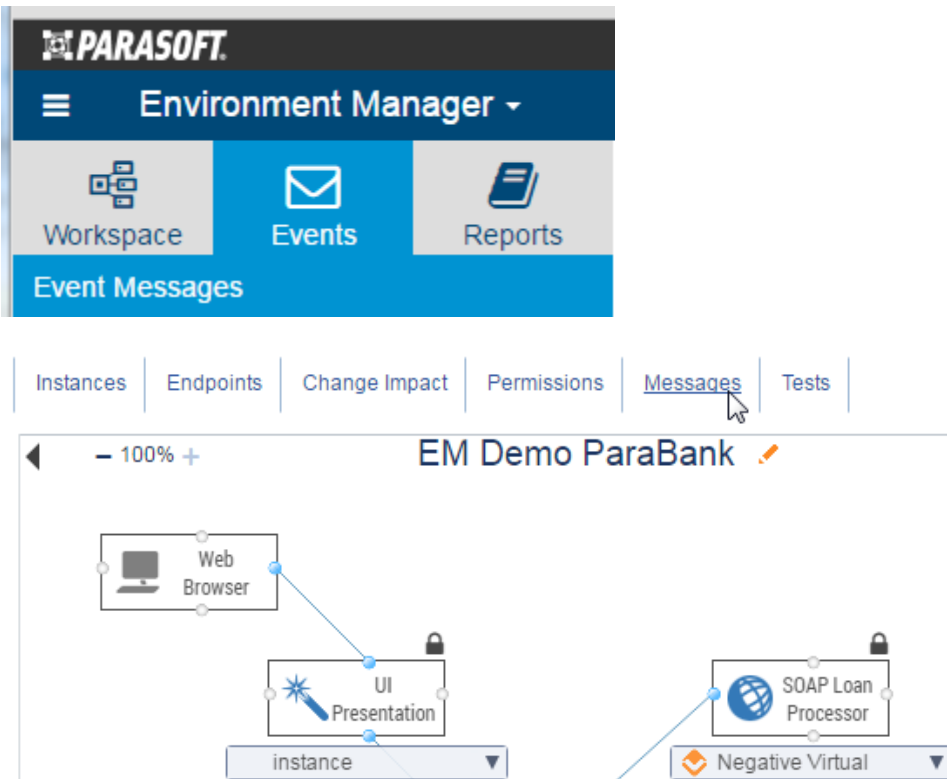 PARASOFT.
Environment Manager
Workspace Events Reports
Event Messages
Instances Endpoints Change Impact Permissions Messages Tests
− 100% + EM Demo ParaBank
Web
Browser
UI
Presentation
SOAP Loan
Processor
instance
Negative Virtual